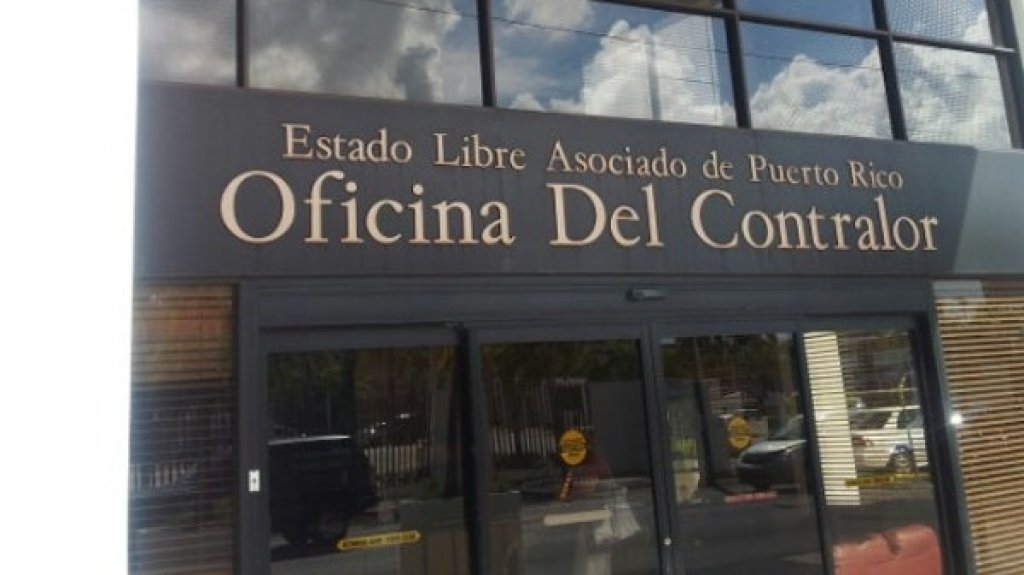 Estado Libre Asociado de Puerto Rico
Oficina Del Contralor